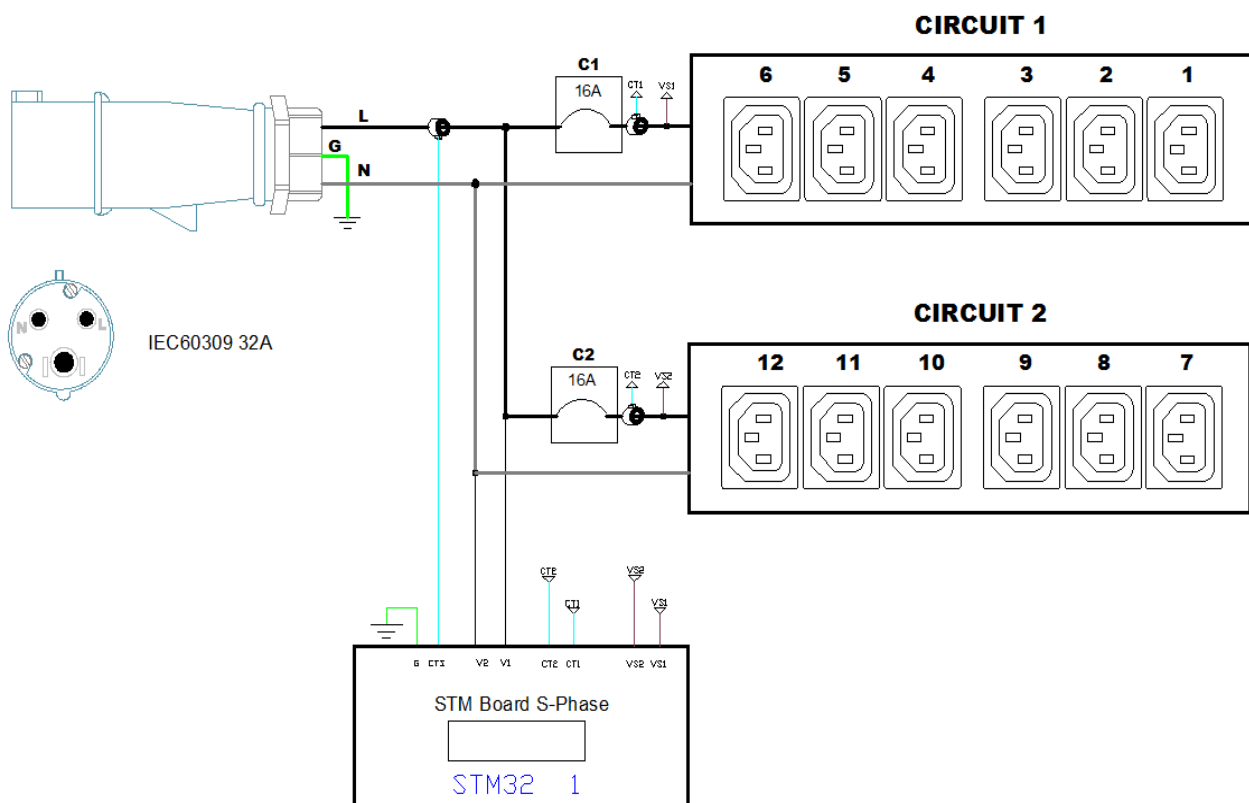 CIRCUIT 1
C1
16A
CT1
VS1
6 5 4 3 2 1
L
G
N
N L
IEC60309 32A
CIRCUIT 2
C2
16A
CT2
VS2
12 11 10 9 8 7
CT2 VS2
CT1 VS1
G V2 V1 CT2 CT1 VS2 VS1
STM Board S-Phase
STM32 1